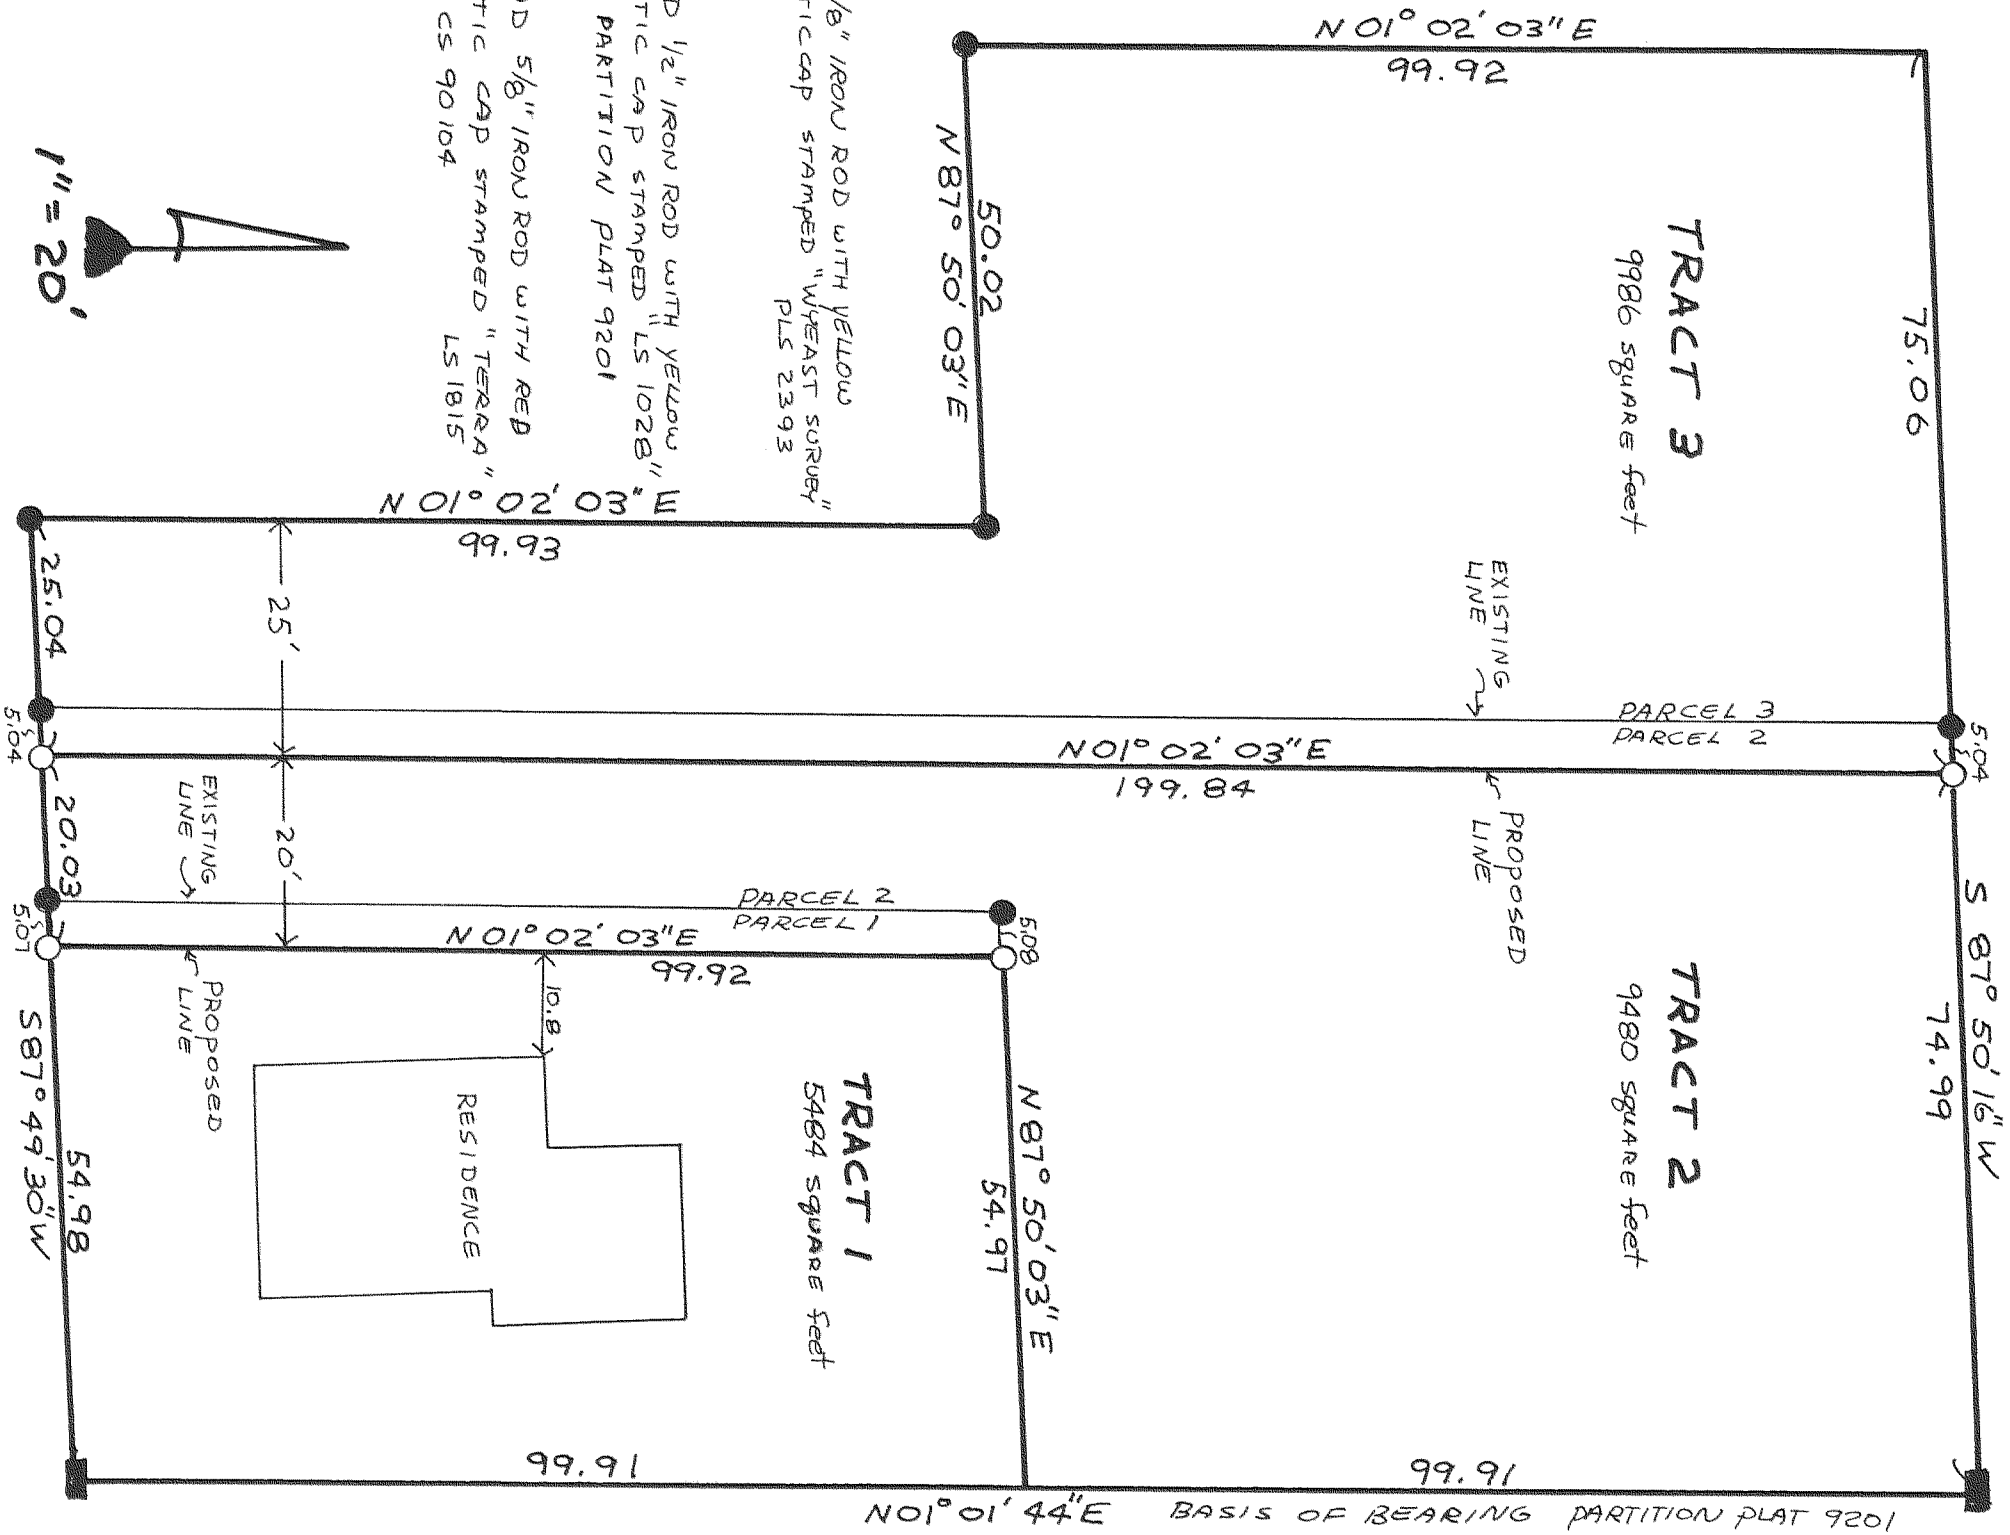 N 01° 02' 03" E
99.92
75.06
TRACT 3
9986 square feet
50.02
N 87° 50' 03" E
/8" IRON ROD WITH YELLOW
TIC CAP STAMPED "WYEAST SURVEY"
PLS 2393
D 1/2" IRON ROD WITH YELLOW
TIC CAP STAMPED "LS 1028"
PARTITION PLAT 9201
OD 5/8" IRON ROD WITH RED
TIC CAP STAMPED "TERRA"
CS 90104
LS 1815
1" = 20'
N 01° 02' 03" E
99.93
25.04
25'
EXISTING
LINE
PARCEL 3
PARCEL 2
5.04
5.04
N 01° 02' 03" E
199.84
PROPOSED
LINE
S 87° 50' 16" W
74.99
TRACT 2
9480 square feet
20'
20.03
EXISTING
LINE
PARCEL 2
PARCEL 1
5.07
5.08
N 01° 02' 03" E
99.92
PROPOSED
LINE
10.8
RESIDENCE
TRACT 1
5484 square feet
N 87° 50' 03" E
54.97
54.98
S 87° 49' 30" W
99.91
99.91
N 01° 01' 44" E BASIS OF BEARING PARTITION PLAT 9201